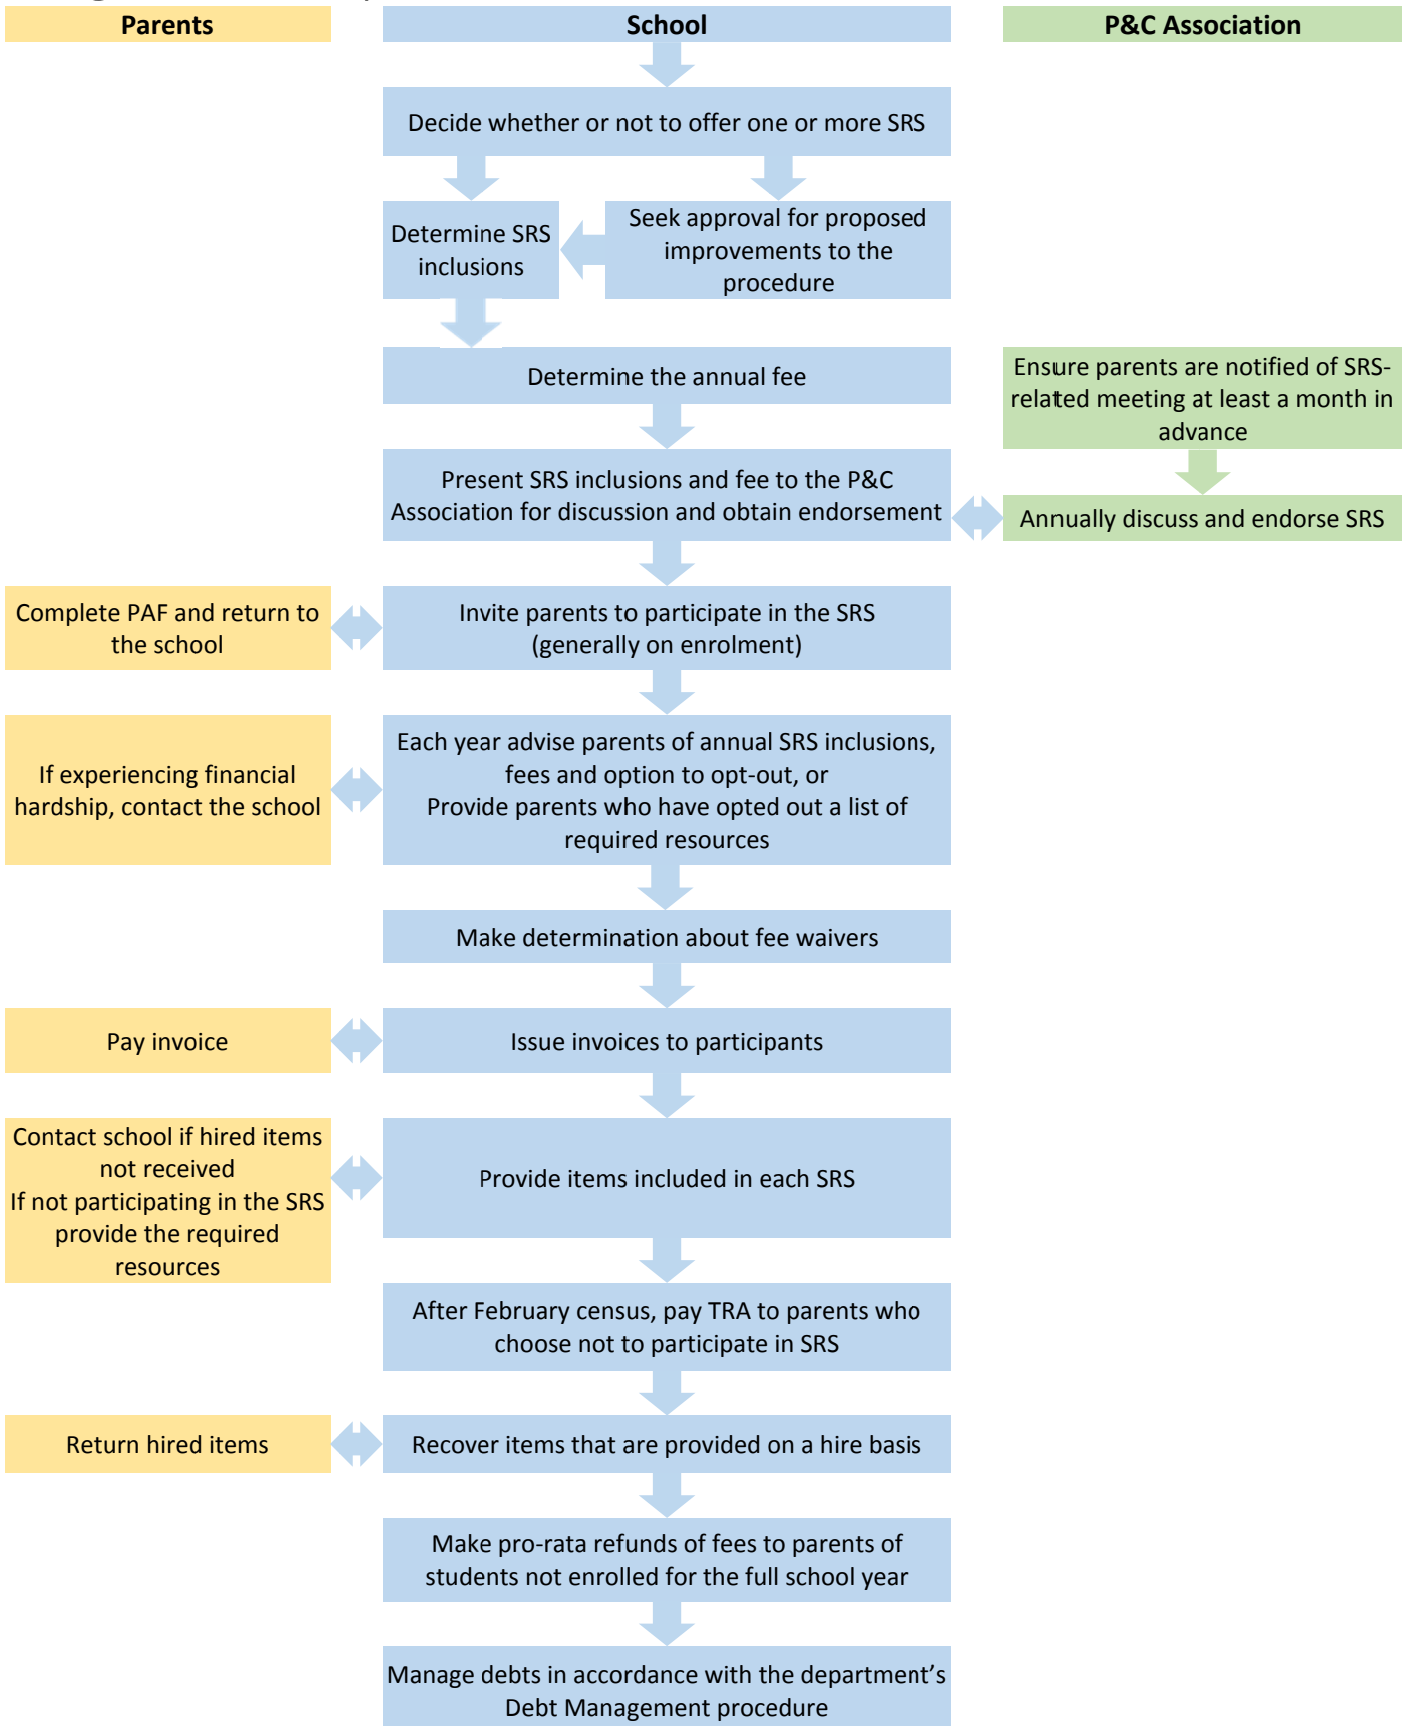 Parents
School
P&C Association
Decide whether or not to offer one or more SRS
Determine SRS
inclusions
Seek approval for proposed
improvements to the
procedure
Determine the annual fee
Ensure parents are notified of SRS-
related meeting at least a month in
advance
Present SRS inclusions and fee to the P&C
Association for discussion and obtain endorsement
Annually discuss and endorse SRS
Complete PAF and return to
the school
Invite parents to participate in the SRS
(generally on enrolment)
If experiencing financial
hardship, contact the school
Each year advise parents of annual SRS inclusions,
fees and option to opt-out, or
Provide parents who have opted out a list of
required resources
Make determination about fee waivers
Pay invoice
Issue invoices to participants
Contact school if hired items
not received
If not participating in the SRS
provide the required
resources
Provide items included in each SRS
After February census, pay TRA to parents who
choose not to participate in SRS
Return hired items
Recover items that are provided on a hire basis
Make pro-rata refunds of fees to parents of
students not enrolled for the full school year
Manage debts in accordance with the department’s
Debt Management procedure